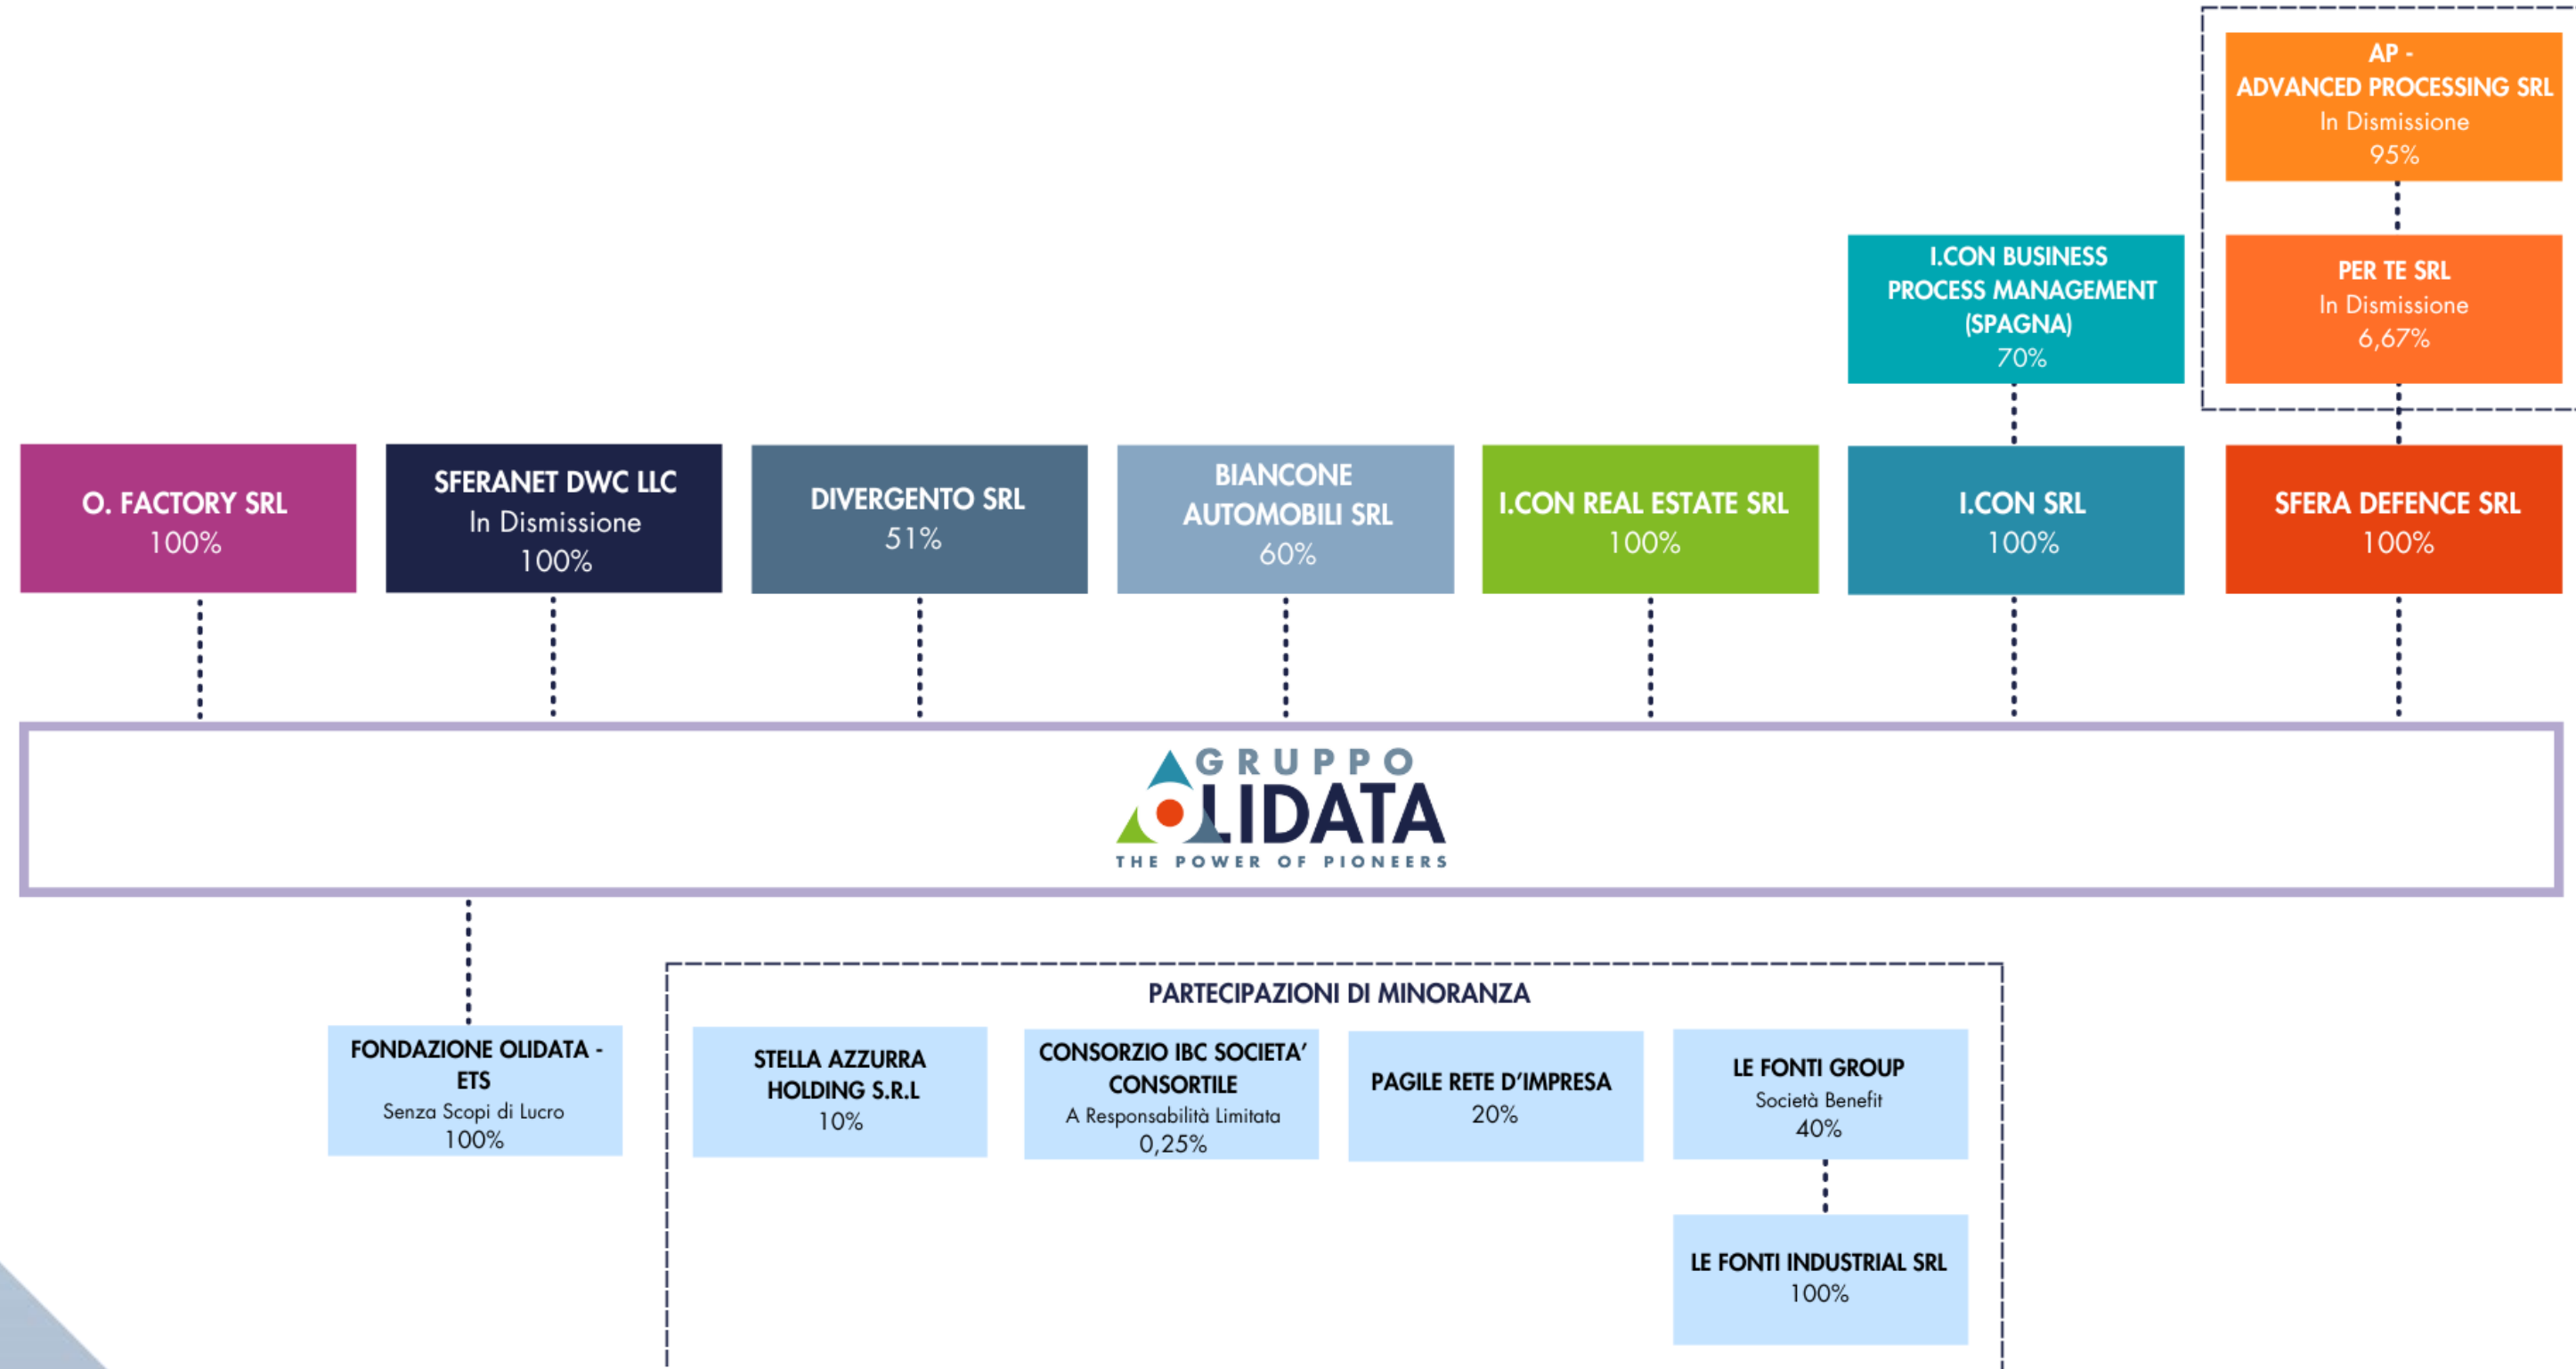 AP -
ADVANCED PROCESSING SRL
In Dismissione
95%
I.CON BUSINESS
PROCESS MANAGEMENT
(SPAGNA)
70%
PER TE SRL
In Dismissione
6,67%
O. FACTORY SRL
100%
SFERANET DWC LLC
In Dismissione
100%
DIVERGENTO SRL
51%
BIANCONE
AUTOMOBILI SRL
60%
I.CON REAL ESTATE SRL
100%
I.CON SRL
100%
SFERA DEFENCE SRL
100%
GRUPPO
OLIDATA
THE POWER OF PIONEERS
FONDAZIONE OLIDATA -
ETS
Senza Scopi di Lucro
100%
PARTECIPAZIONI DI MINORANZA
STELLA AZZURRA
HOLDING S.R.L
10%
CONSORZIO IBC SOCIETA’
CONSORTILE
A Responsabilità Limitata
0,25%
PAGILE RETE D’IMPRESA
20%
LE FONTI GROUP
Società Benefit
40%
LE FONTI INDUSTRIAL SRL
100%